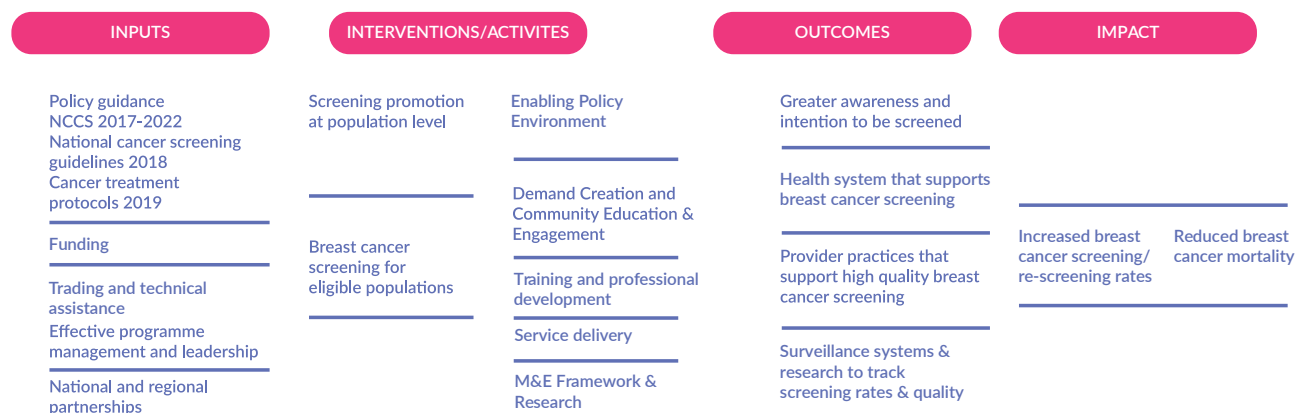 INPUTS
INTERVENTIONS/ACTIVITES
OUTCOMES
IMPACT
Policy guidance
NCCS 2017-2022
National cancer screening
guidelines 2018
Cancer treatment
protocols 2019
Funding
Trading and technical
assistance
Effective programme
management and leadership
National and regional
partnerships
Screening promotion
at population level
Breast cancer
screening for
eligible populations
Enabling Policy
Environment
Demand Creation and
Community Education &
Engagement
Training and professional
development
Service delivery
M&E Framework &
Research
Greater awareness and
intention to be screened
Health system that supports
breast cancer screening
Provider practices that
support high quality breast
cancer screening
Surveillance systems &
research to track
screening rates & quality
Increased breast
cancer screening/
re-screening rates
Reduced breast
cancer mortality